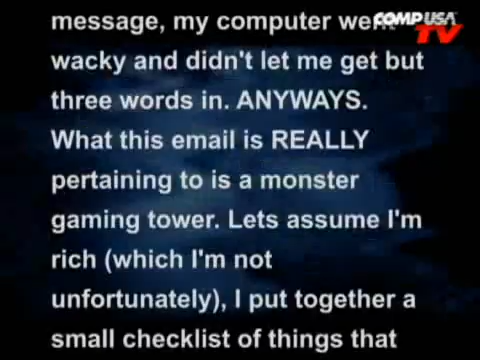 message, my computer went
COMPUSA
TV
wacky and didn't let me get but
three words in. ANYWAYS.
What this email is REALLY
pertaining to is a monster
gaming tower. Lets assume I'm
rich (which I'm not
unfortunately), I put together a
small checklist of things that